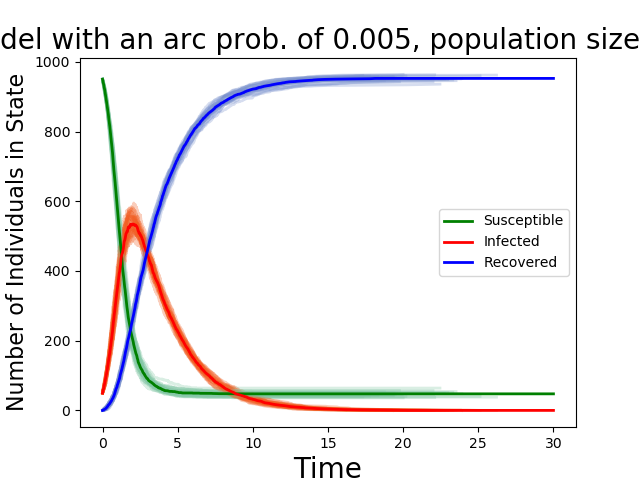 del with an arc prob. of 0.005, population size
Number of Individuals in State
1000
800
600
400
200
0
Susceptible
Infected
Recovered
0 5 10 15 20 25 30
Time